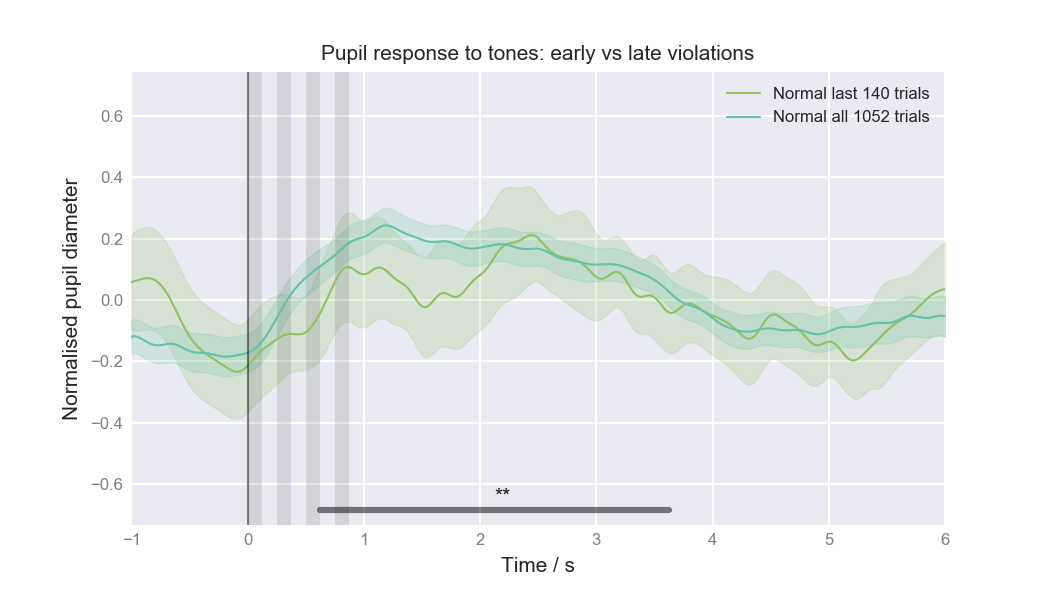 Pupil response to tones: early vs late violations
Normal last 140 trials
Normal all 1052 trials
Normalised pupil diameter
0.6
0.4
0.2
0.0
−0.2
−0.4
−0.6
**
−1 0 1 2 3 4 5 6
Time / s